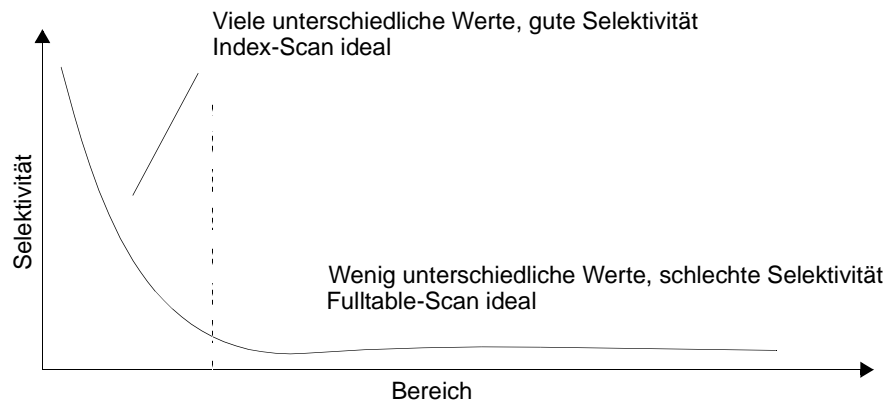 Viele unterschiedliche Werte, gute Selektivität
Index-Scan ideal
Selektivität
Wenig unterschiedliche Werte, schlechte Selektivität
Fulltable-Scan ideal
Bereich